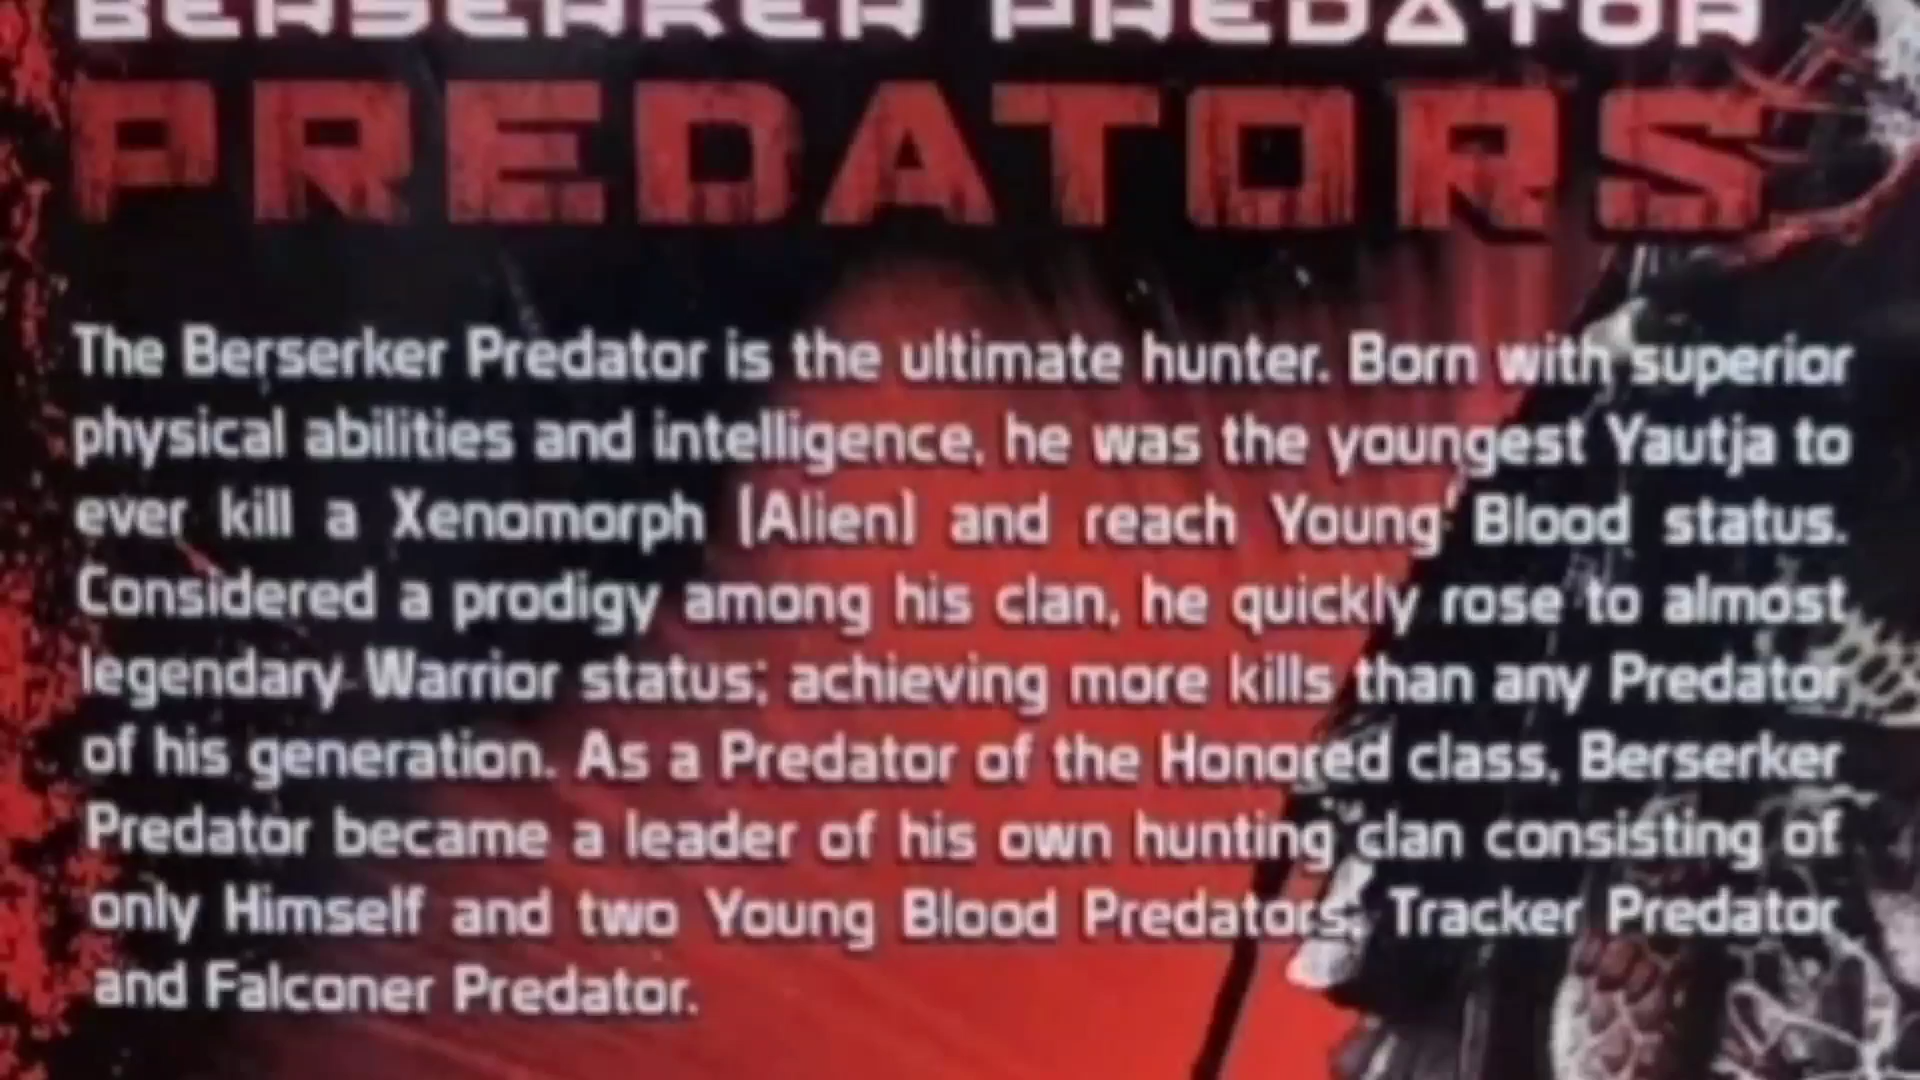 BERSERKER PREDATOR
PREDATORS
The Berserker Predator is the ultimate hunter. Born with superior
physical abilities and intelligence, he was the youngest Yautja to
ever kill a Xenomorph (Alien) and reach Young Blood status.
Considered a prodigy among his clan, he quickly rose to almost
legendary Warrior status; achieving more kills than any Predator
of his generation. As a Predator of the Honored class, Berserker
Predator became a leader of his own hunting clan consisting of
only Himself and two Young Blood Predators, Tracker Predator
and Falconer Predator.